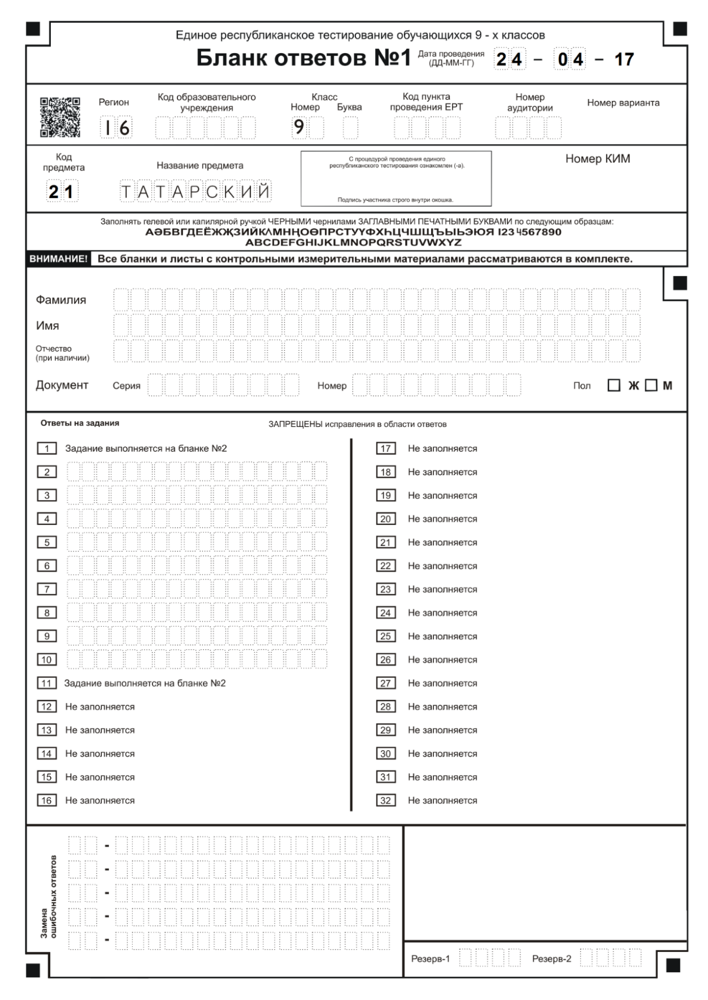 Единое республиканское тестирование обучающихся 9 - х классов
Бланк ответов №1 Дата проведения (ДД-ММ-ГГ) 24 – 04 – 17
Регион Код образовательного учреждения Класс Номер Буква Код пункта проведения ЕРТ Номер аудитории Номер варианта
16 9
Код предмета Название предмета С процедурой проведения единого республиканского тестирования ознакомлен (-а). Номер КИМ
21 ТАТАРСКИЙ
Подпись участника строго внутри окошка.
Заполнять гелевой или капилярной ручкой ЧЕРНЫМИ чернилами ЗАГЛАВНЫМИ ПЕЧАТНЫМИ БУКВАМИ по следующим образцам:
АӘБВГДЕЁЖҖЗИЙКЛМНҢОӨПРСТУҮФХҺЦЧШЩЪЫЬЭЮЯ 1234567890
ABCDEFGHIJKLMNOPQRSTUVWXYZ
ВНИМАНИЕ! Все бланки и листы с контрольными измерительными материалами рассматриваются в комплекте.
Фамилия
Имя
Отчество
(при наличии)
Документ Серия Номер Пол Ж М
Ответы на задания ЗАПРЕЩЕНЫ исправления в области ответов
1 Задание выполняется на бланке №2
2
3
4
5
6
7
8
9
10
11 Задание выполняется на бланке №2
12 Не заполняется
13 Не заполняется
14 Не заполняется
15 Не заполняется
16 Не заполняется
17 Не заполняется
18 Не заполняется
19 Не заполняется
20 Не заполняется
21 Не заполняется
22 Не заполняется
23 Не заполняется
24 Не заполняется
25 Не заполняется
26 Не заполняется
27 Не заполняется
28 Не заполняется
29 Не заполняется
30 Не заполняется
31 Не заполняется
32 Не заполняется
Замена
ошибочных ответов
-
-
-
-
-
Резерв-1 Резерв-2